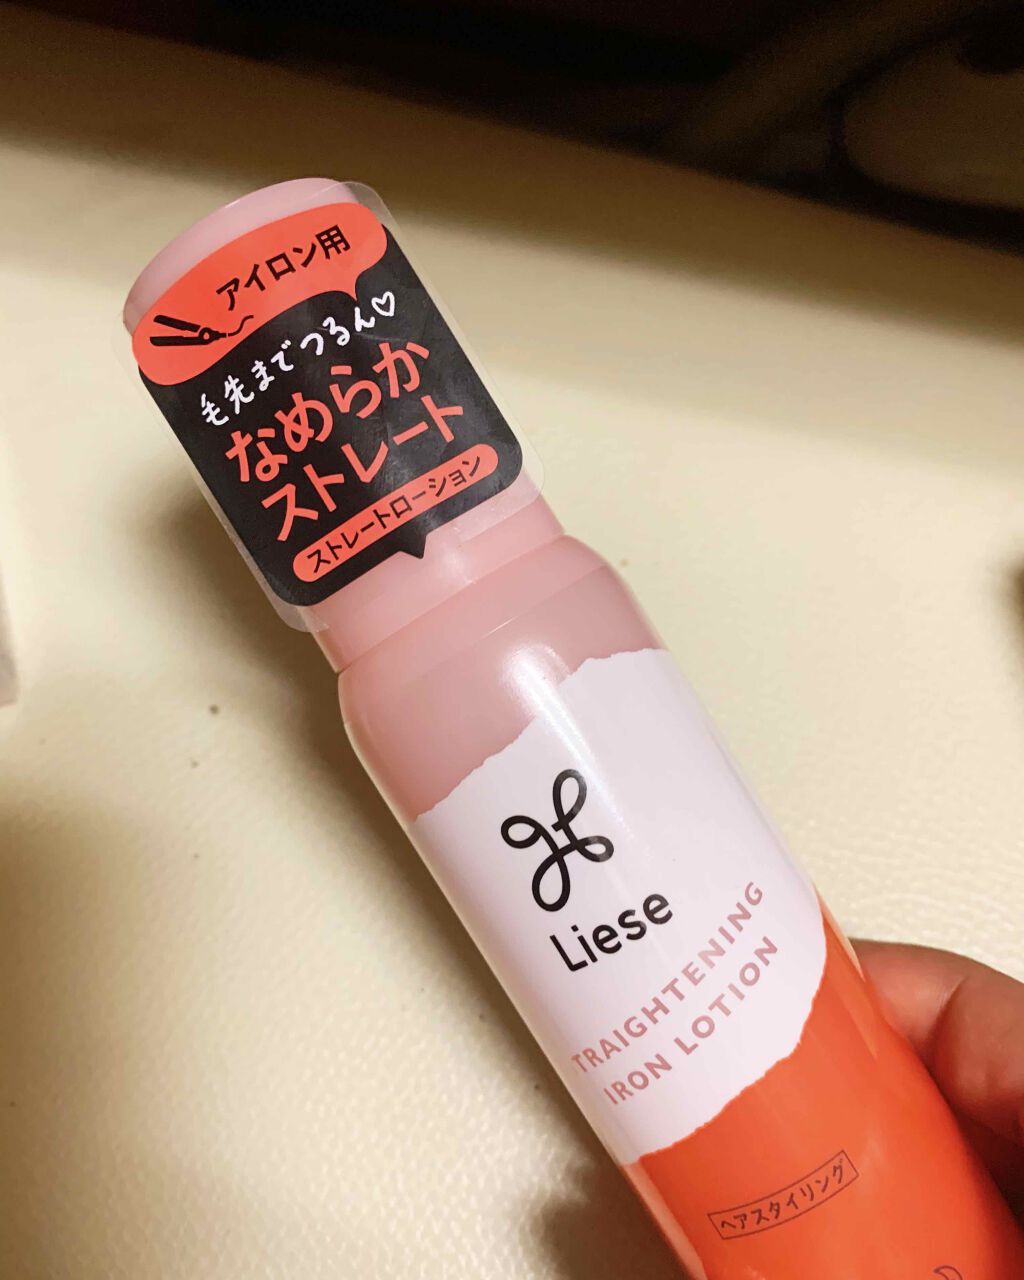 アイロン用
毛先までつるん♡
なめらか
ストレート
ストレートローション
Liese
TRAIGHTENING
IRON LOTION
ヘアスタイリング